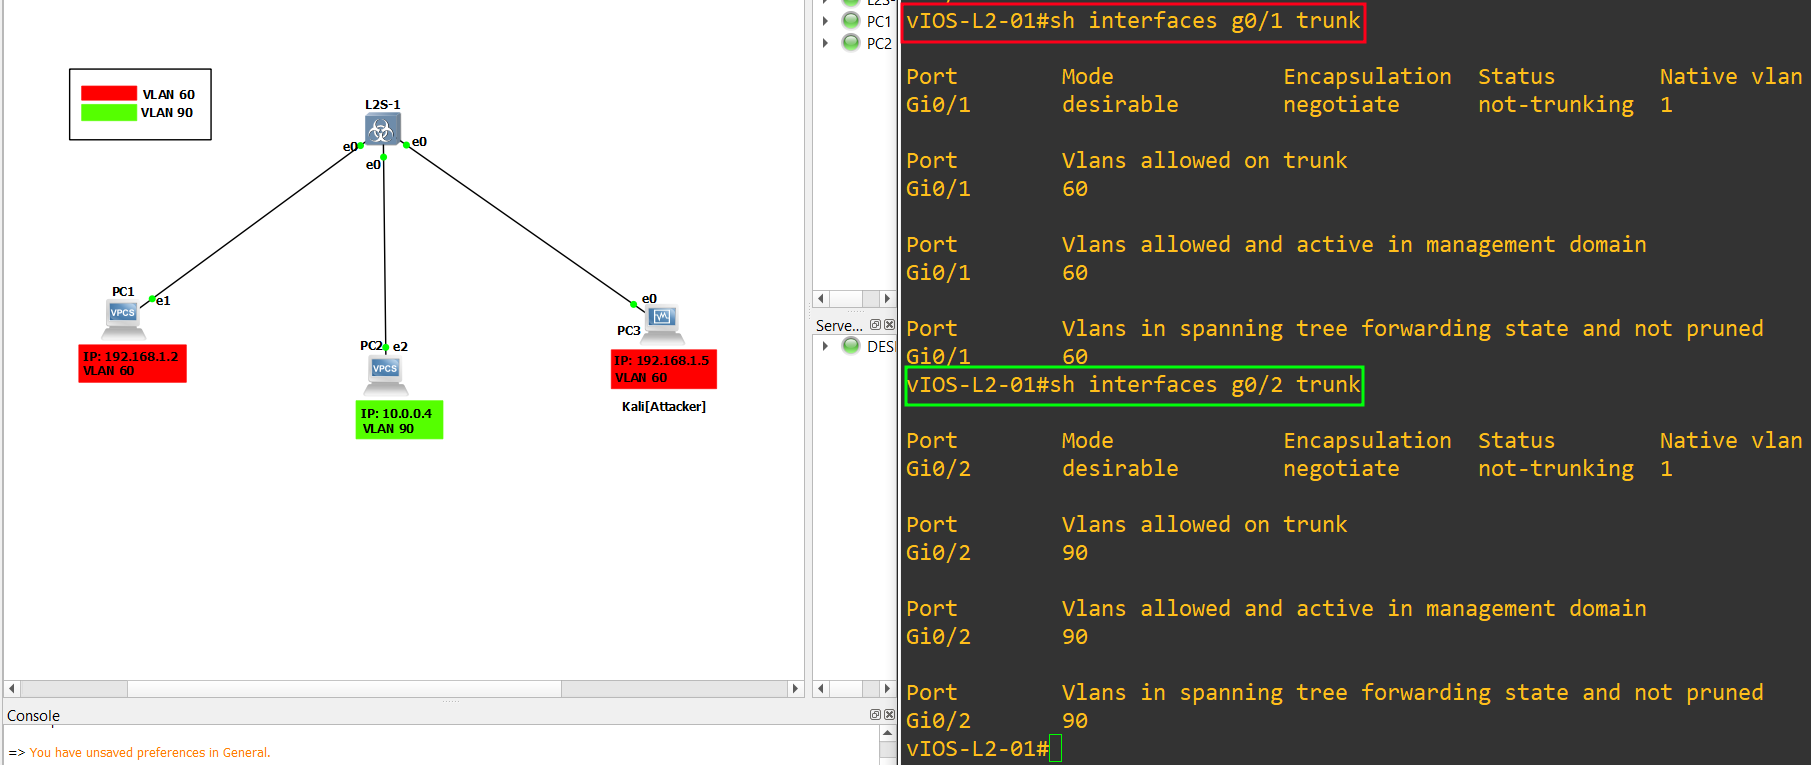 VLAN 60
VLAN 90
L2S-1
e0
e0
e0
PC1
e1
VPCS
IP: 192.168.1.2
VLAN 60
PC2
e2
VPCS
IP: 10.0.0.4
VLAN 90
e0
PC3
IP: 192.168.1.5
VLAN 60
Kali[Attacker]
PC1
PC2
Serve...
Console
=> You have unsaved preferences in General.
vIOS-L2-01#sh interfaces g0/1 trunk
Port Mode Encapsulation Status Native vlan
Gi0/1 desirable negotiate not-trunking 1
Port Vlans allowed on trunk
Gi0/1 60
Port Vlans allowed and active in management domain
Gi0/1 60
Port Vlans in spanning tree forwarding state and not pruned
Gi0/1 60
vIOS-L2-01#sh interfaces g0/2 trunk
Port Mode Encapsulation Status Native vlan
Gi0/2 desirable negotiate not-trunking 1
Port Vlans allowed on trunk
Gi0/2 90
Port Vlans allowed and active in management domain
Gi0/2 90
Port Vlans in spanning tree forwarding state and not pruned
Gi0/2 90
vIOS-L2-01#